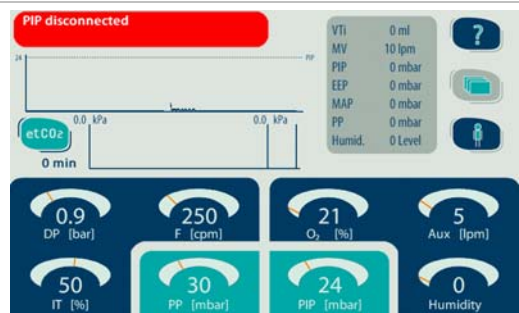 PIP disconnected
24
PIP
0.0 kPa
0.0 kPa
etCO₂
0 min
VTi 0 ml
MV 10 lpm
PIP 0 mbar
EEP 0 mbar
MAP 0 mbar
PP 0 mbar
Humid. 0 Level
?
0.9
DP [bar]
250
F [cpm]
21
O₂ [%]
5
Aux [lpm]
50
IT [%]
30
PP [mbar]
24
PIP [mbar]
0
Humidity